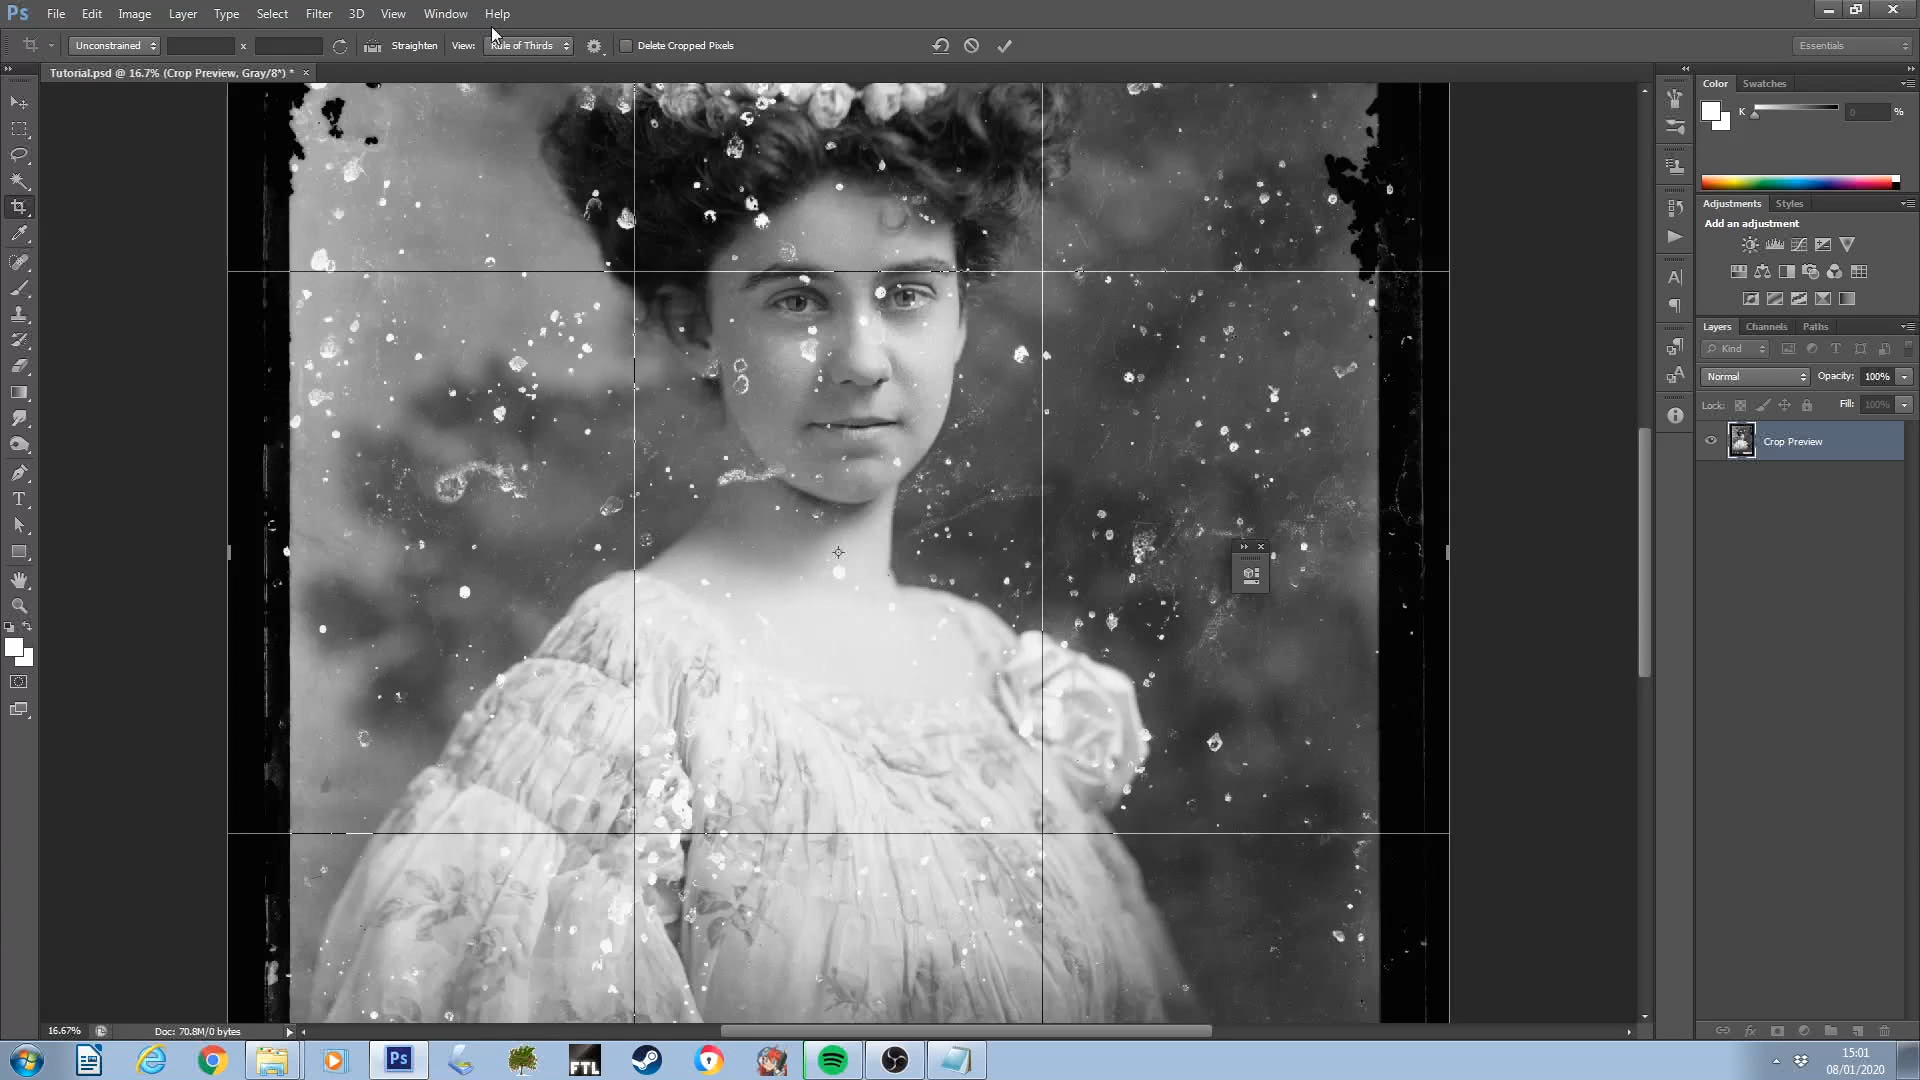 Ps File Edit Image Layer Type Select Filter 3D View Window Help
Unconstrained x Straighten View: Rule of Thirds Delete Cropped Pixels Essentials
Tutorial.psd @ 16.7% (Crop Preview, Gray/8*) * ×
Color Swatches
K 0 %
Adjustments Styles
Add an adjustment
Layers Channels Paths
Kind T
Normal Opacity: 100%
Lock: Fill: 100%
Crop Preview
T
A
fx
16.67% Doc: 70.8M/0 bytes
Ps FTL
15:01
08/01/2020